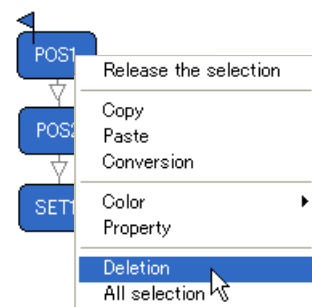 POS1
Release the selection
Copy
POS2
Paste
Conversion
SET1
Color
Property
Deletion
All selection